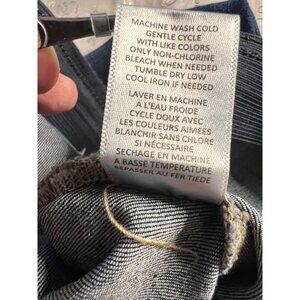 MACHINE WASH COLD
GENTLE CYCLE
WITH LIKE COLORS
ONLY NON-CHLORINE
BLEACH WHEN NEEDED
TUMBLE DRY LOW
COOL IRON IF NEEDED
LAVER EN MACHINE
A L'EAU FROIDE
CYCLE DOUX AVEC
LES COULEURS AIMEES
BLANCHIR SANS CHLORE
SI NÉCESSAIRE
SECHAGE EN MACHINE
A BASSE TEMPERATURE
REPASSER AU FER TIÈDE